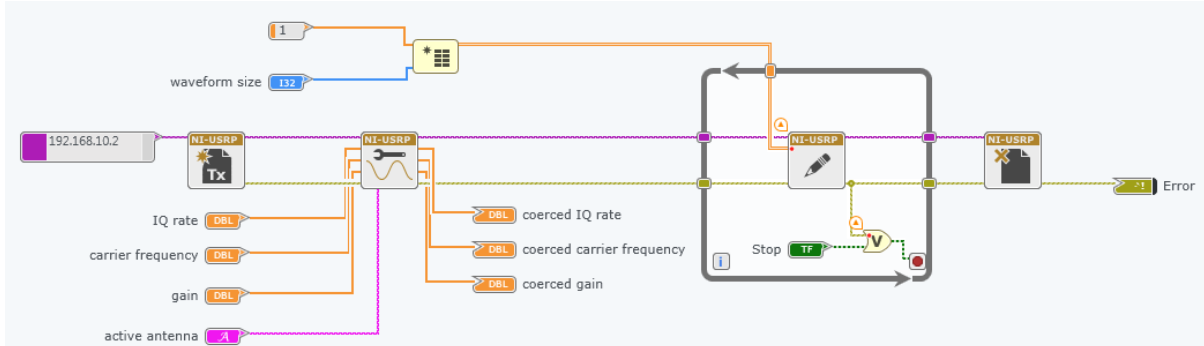 1
waveform size I32
192.168.10.2
NI-USRP
Tx
NI-USRP
NI-USRP
NI-USRP
Error
IQ rate DBL
DBL coerced IQ rate
carrier frequency DBL
DBL coerced carrier frequency
Stop TF
V
i
gain DBL
DBL coerced gain
active antenna A